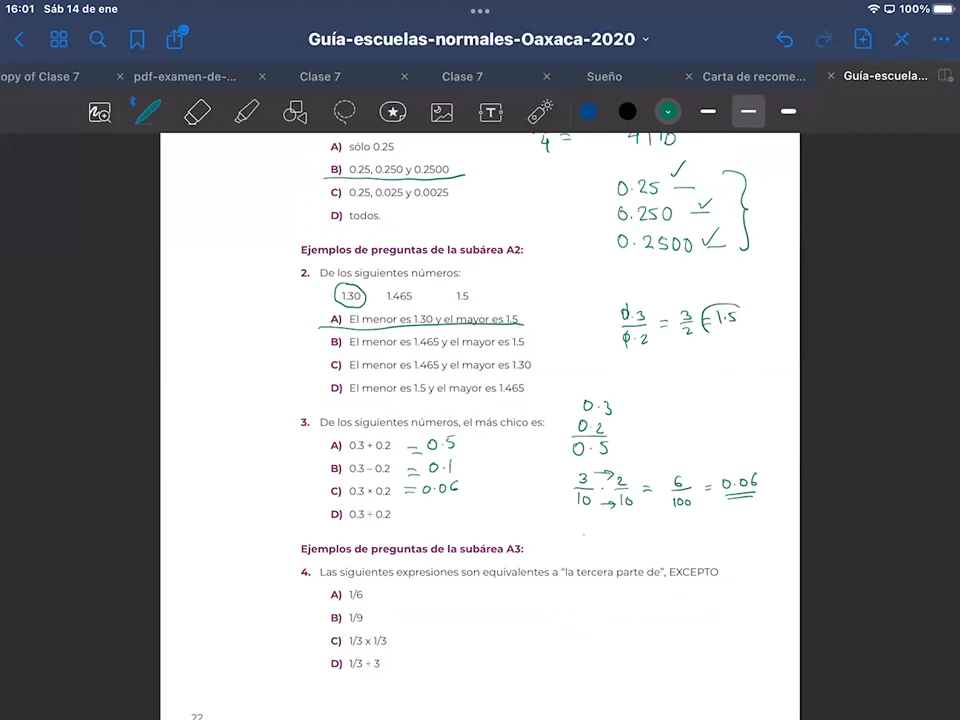 16:01 Sáb 14 de ene
100%
Guía-escuelas-normales-Oaxaca-2020
opy of Clase 7
pdf-examen-de-...
Clase 7
Clase 7
Sueño
Carta de recome...
Guía-escuela...
A) sólo 0.25
B) 0.25, 0.250 y 0.2500
C) 0.25, 0.025 y 0.0025
D) todos.
4 =
0.25
0.250
0.2500
Ejemplos de preguntas de la subárea A2:
2. De los siguientes números:
1.30 1.465 1.5
A) El menor es 1.30 y el mayor es 1.5
B) El menor es 1.465 y el mayor es 1.5
C) El menor es 1.465 y el mayor es 1.30
D) El menor es 1.5 y el mayor es 1.465
0.3
0.2
= 3/2 = 1.5
3. De los siguientes números, el más chico es:
A) 0.3 + 0.2 = 0.5
B) 0.3 – 0.2 = 0.1
C) 0.3 × 0.2 = 0.06
D) 0.3 ÷ 0.2
0.3
0.2
0.5
3/10 · 2/10 = 6/100 = 0.06
Ejemplos de preguntas de la subárea A3:
4. Las siguientes expresiones son equivalentes a “la tercera parte de”, EXCEPTO
A) 1/6
B) 1/9
C) 1/3 x 1/3
D) 1/3 ÷ 3
22